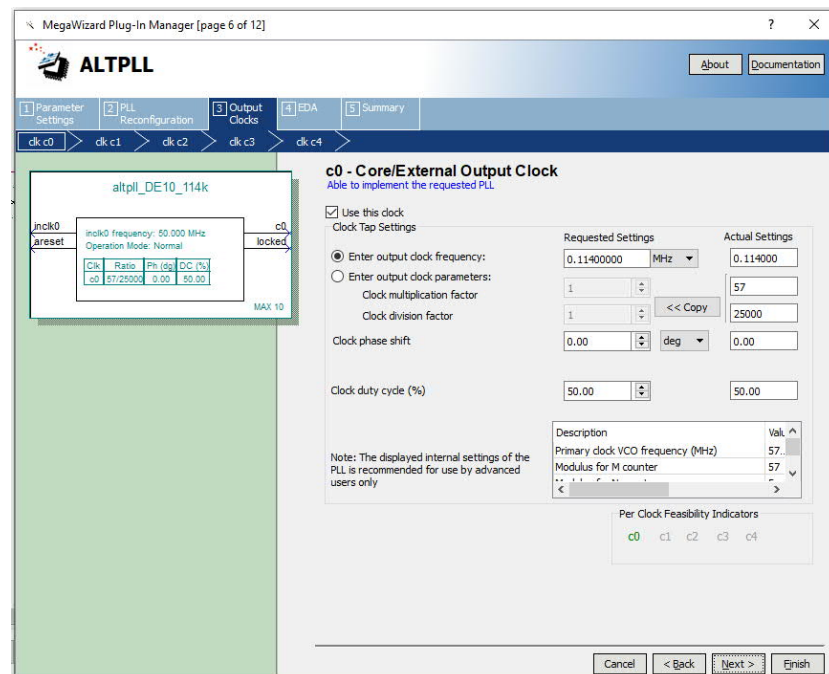 MegaWizard Plug-In Manager [page 6 of 12]
? X
ALTPLL
About Documentation
1 Parameter Settings
2 PLL Reconfiguration
3 Output Clocks
4 EDA
5 Summary
clk c0 clk c1 clk c2 clk c3 clk c4
altpll_DE10_114k
inclk0
areset
inclk0 frequency: 50.000 MHz
Operation Mode: Normal
Clk Ratio Ph (dg) DC (%)
c0 57/25000 0.00 50.00
c0
locked
MAX 10
c0 - Core/External Output Clock
Able to implement the requested PLL
Use this clock
Clock Tap Settings
Requested Settings Actual Settings
Enter output clock frequency: 0.11400000 MHz 0.114000
Enter output clock parameters:
Clock multiplication factor 1 57
<< Copy
Clock division factor 1 25000
Clock phase shift 0.00 deg 0.00
Clock duty cycle (%) 50.00 50.00
Note: The displayed internal settings of the
PLL is recommended for use by advanced
users only
Description
Primary clock VCO frequency (MHz) 57..
Modulus for M counter 57
Per Clock Feasibility Indicators
c0 c1 c2 c3 c4
Cancel < Back Next > Finish